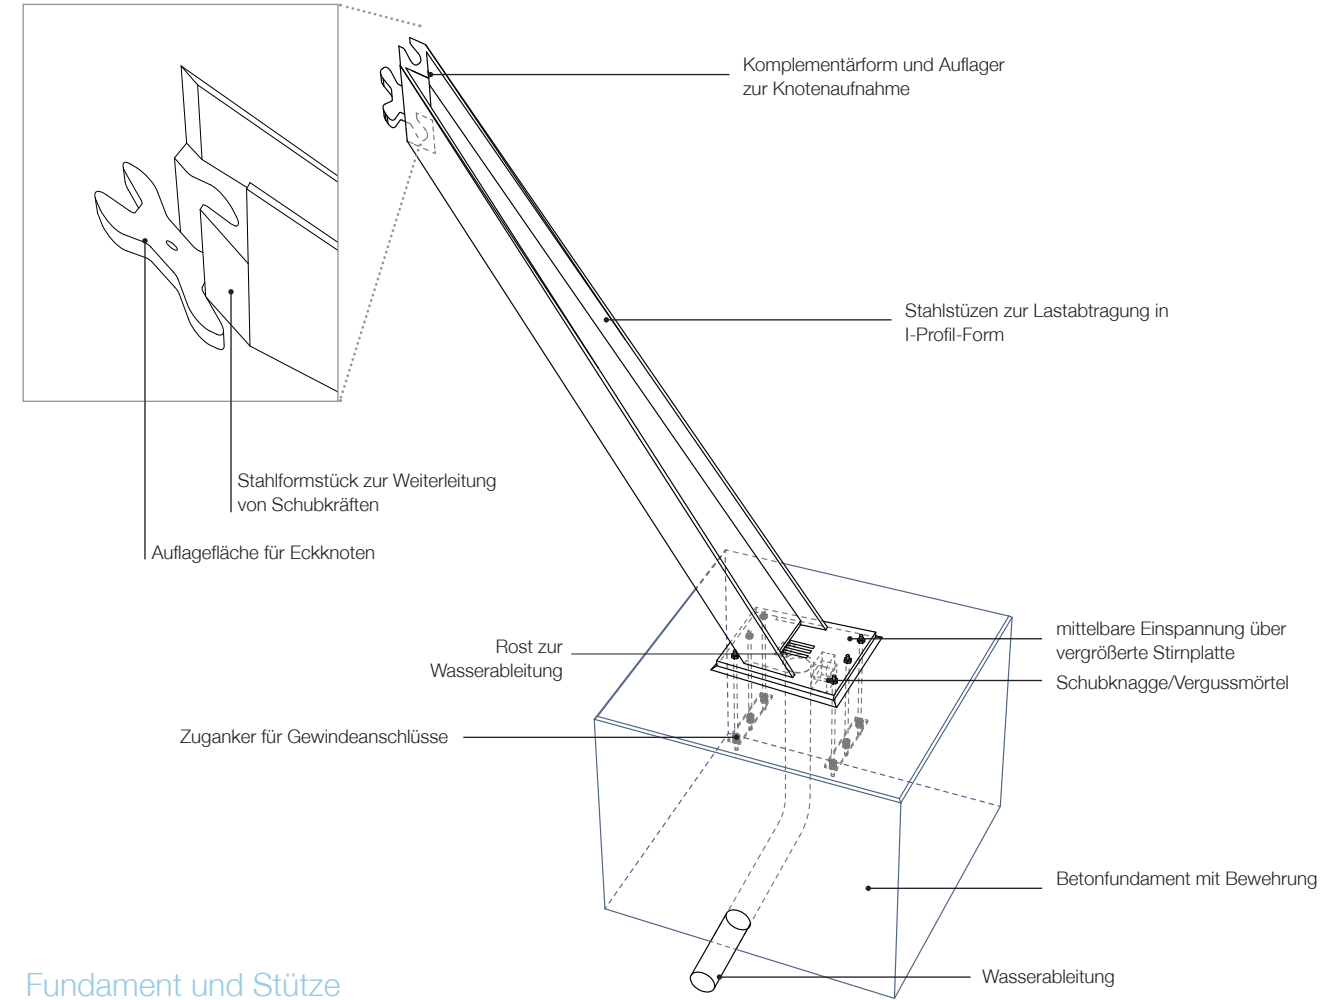 Komplementärform und Auflager
zur Knotenaufnahme
Stahlstüzen zur Lastabtragung in
I-Profil-Form
Stahlformstück zur Weiterleitung
von Schubkräften
Auflagefläche für Eckknoten
Rost zur
Wasserableitung
mittelbare Einspannung über
vergrößerte Stirnplatte
Schubknagge/Vergussmörtel
Zuganker für Gewindeanschlüsse
Betonfundament mit Bewehrung
Wasserableitung
Fundament und Stütze